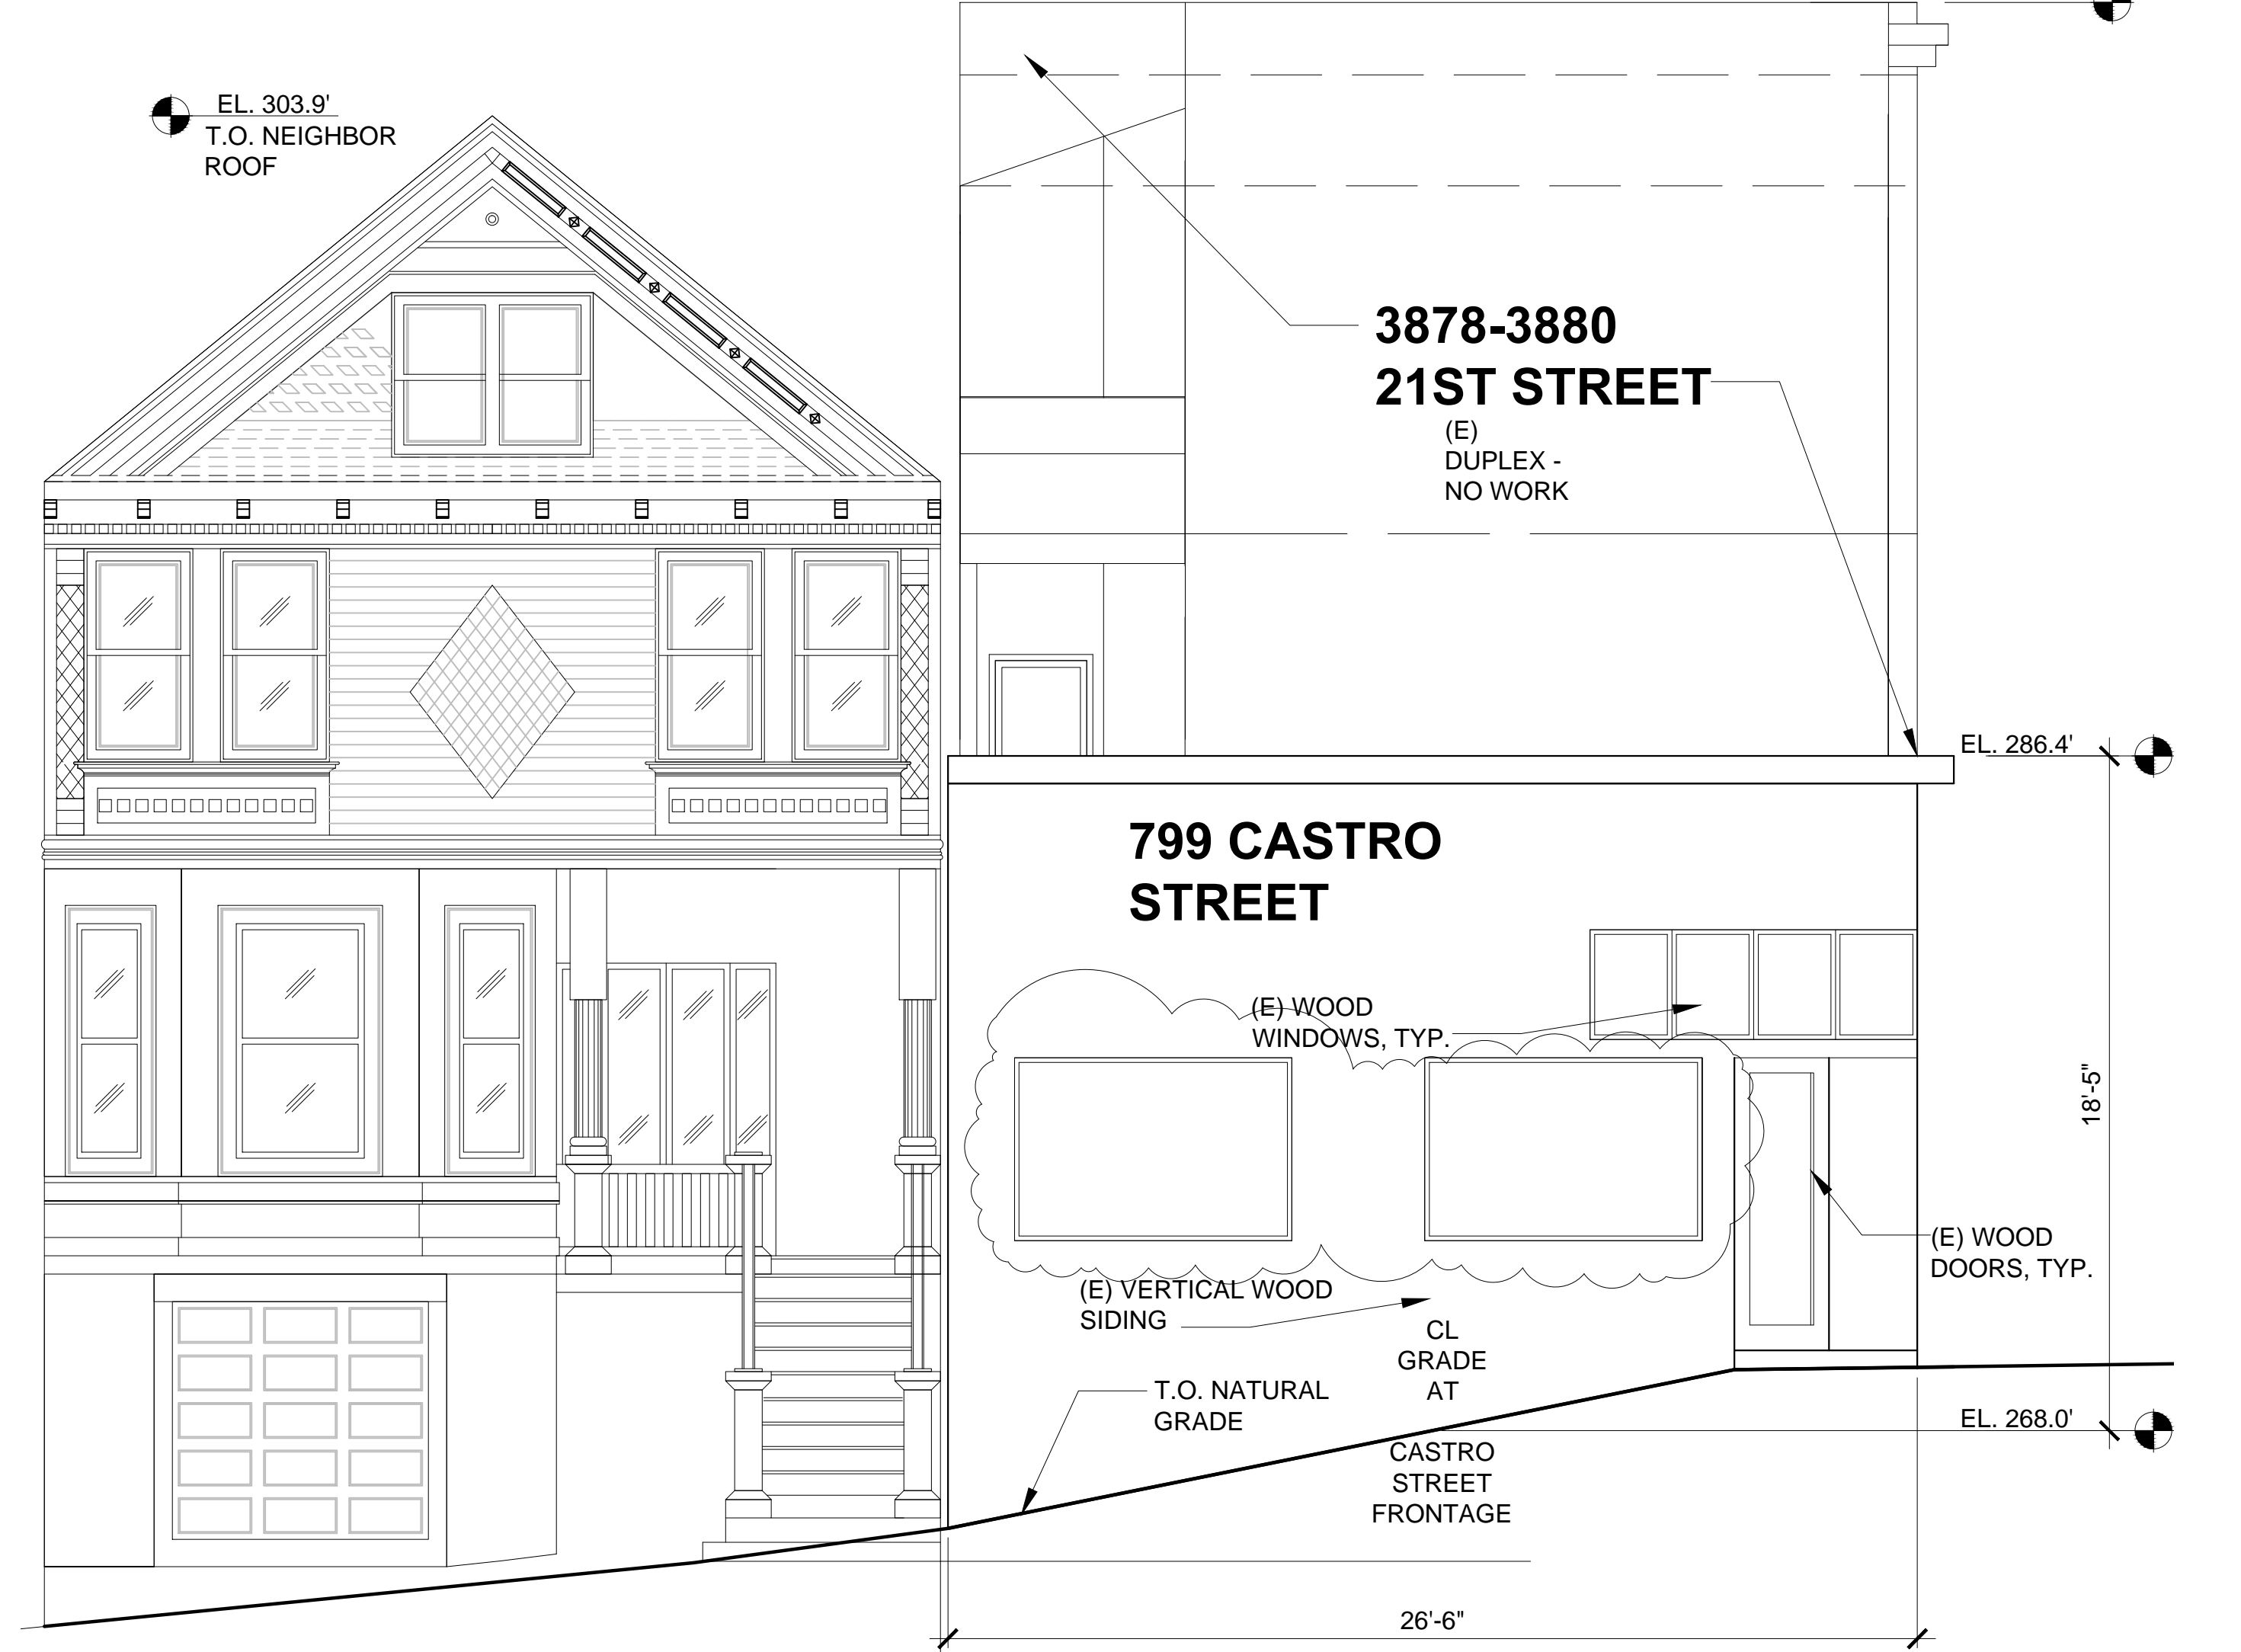 EL. 303.9'
T.O. NEIGHBOR
ROOF
3878-3880
21ST STREET
(E)
DUPLEX -
NO WORK
EL. 286.4'
799 CASTRO
STREET
(E) WOOD
WINDOWS, TYP.
18'-5"
(E) WOOD
DOORS, TYP.
(E) VERTICAL WOOD
SIDING
CL
GRADE
AT
CASTRO
STREET
FRONTAGE
T.O. NATURAL
GRADE
EL. 268.0'
26'-6"